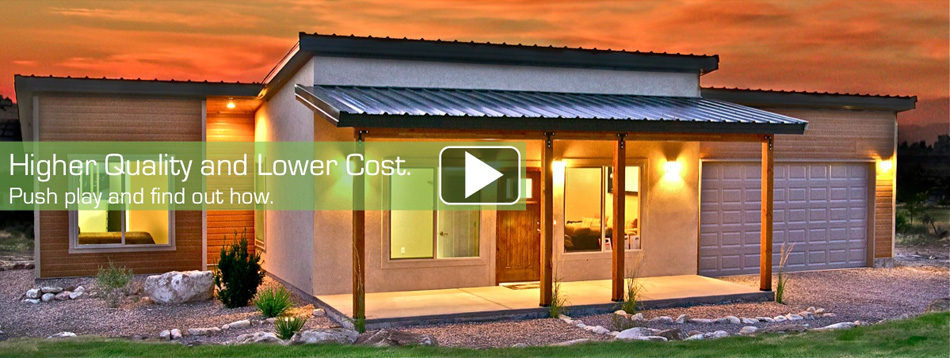 Higher Quality and Lower Cost.
Push play and find out how.